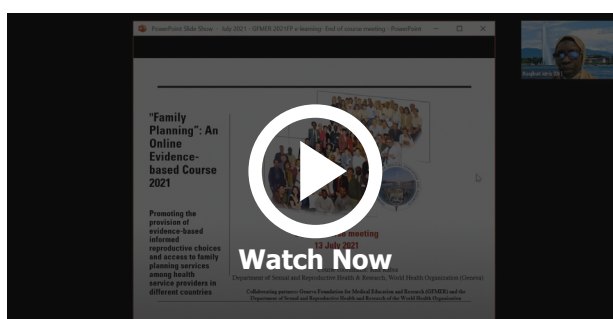 PowerPoint Slide Show - July 2021 - GFMER 2021FP e-learning- End of course meeting - PowerPoint
"Family
Planning": An
Online
Evidence-
based Course
2021
Promoting the
provision of
evidence-based
informed
reproductive choices
and access to family
planning services
among health
service providers in
different countries
meeting
13 July 2021
Watch Now
Department of Sexual and Reproductive Health & Research, World Health Organization (Geneva)
Collaborating partners: Geneva Foundation for Medical Education and Research (GFMER) and the
Department of Sexual and Reproductive Health and Research of the World Health Organization